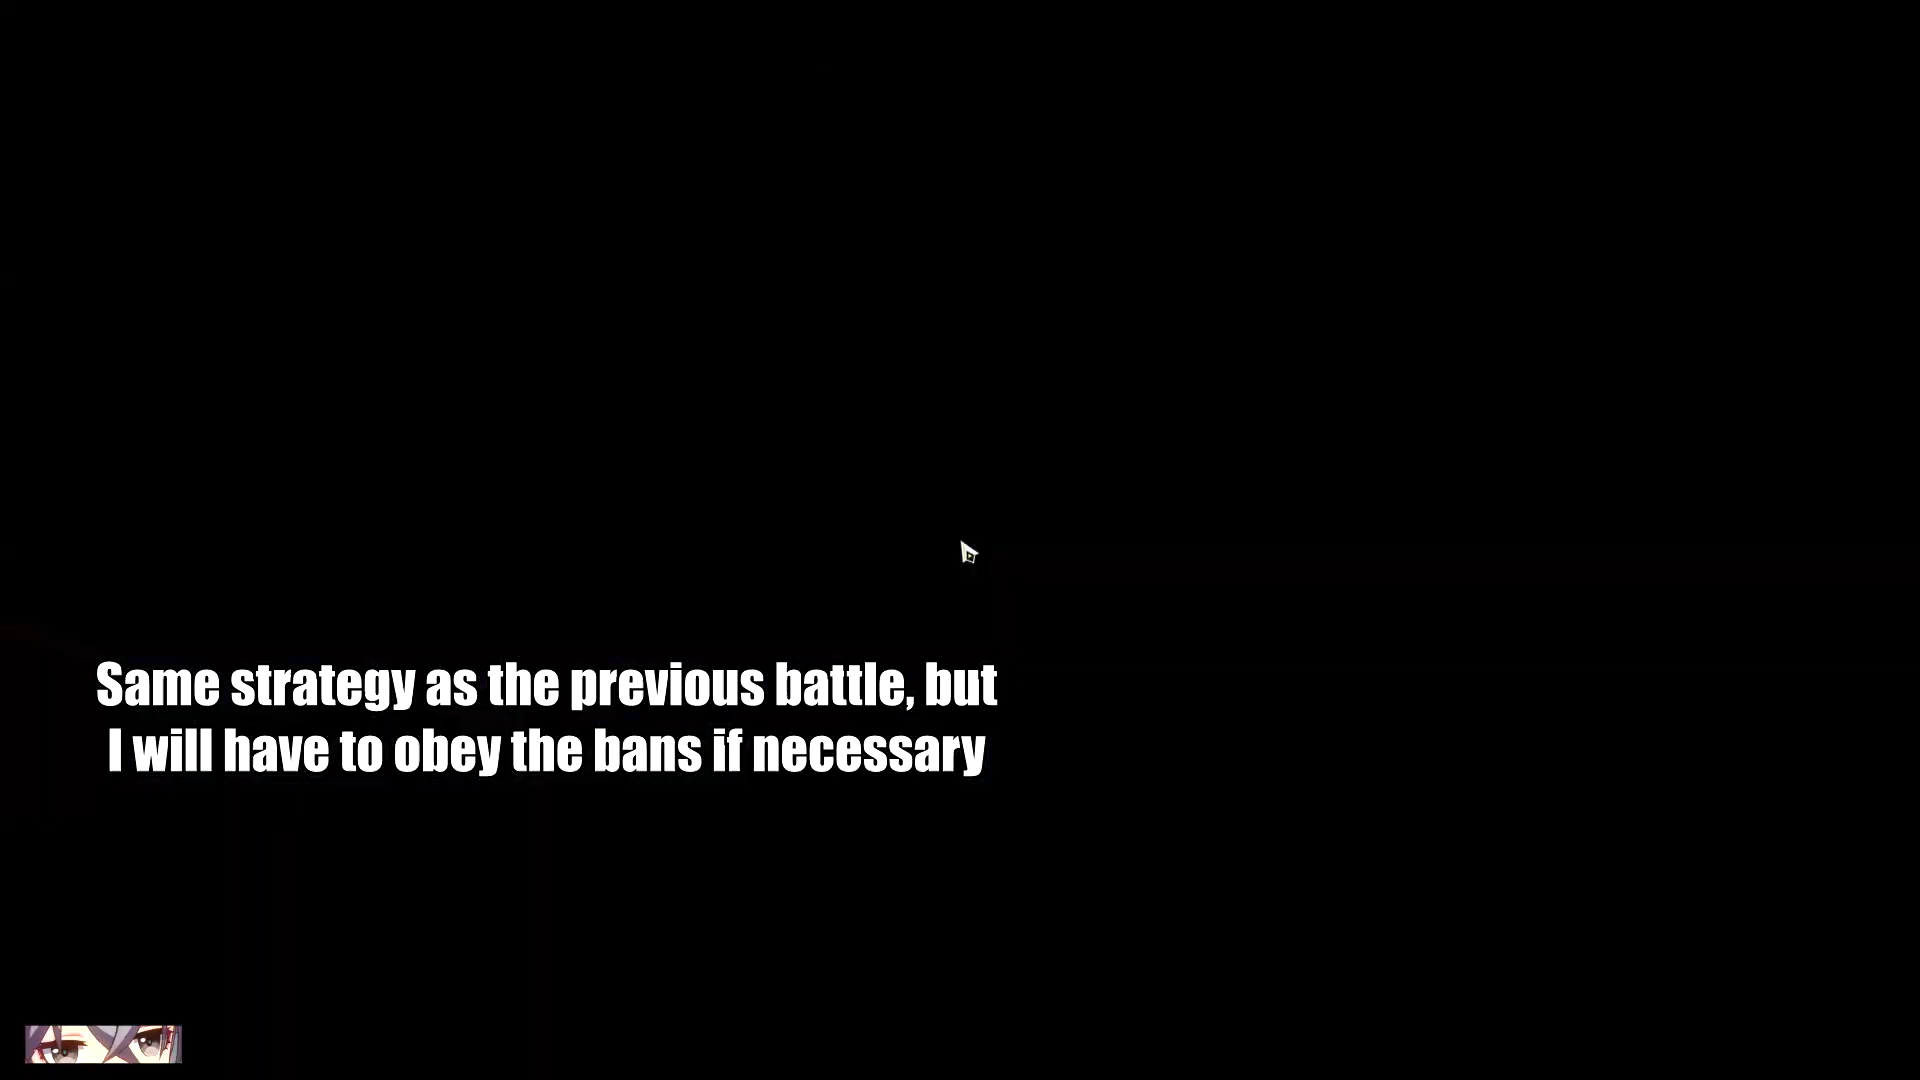 Same strategy as the previous battle, but
I will have to obey the bans if necessary